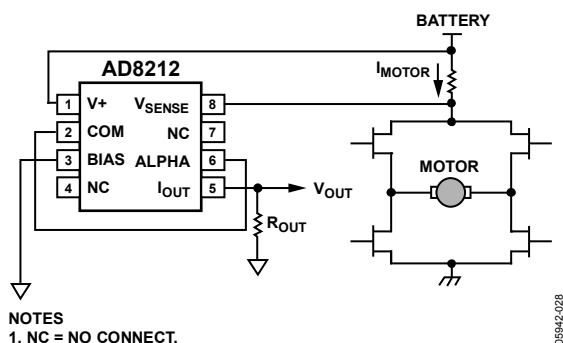 BATTERY
AD8212
I MOTOR
1 V+
VSENSE 8
2 COM
NC 7
3 BIAS
ALPHA 6
4 NC
IOUT 5
MOTOR
VOUT
ROUT
NOTES
1. NC = NO CONNECT.
05942-028